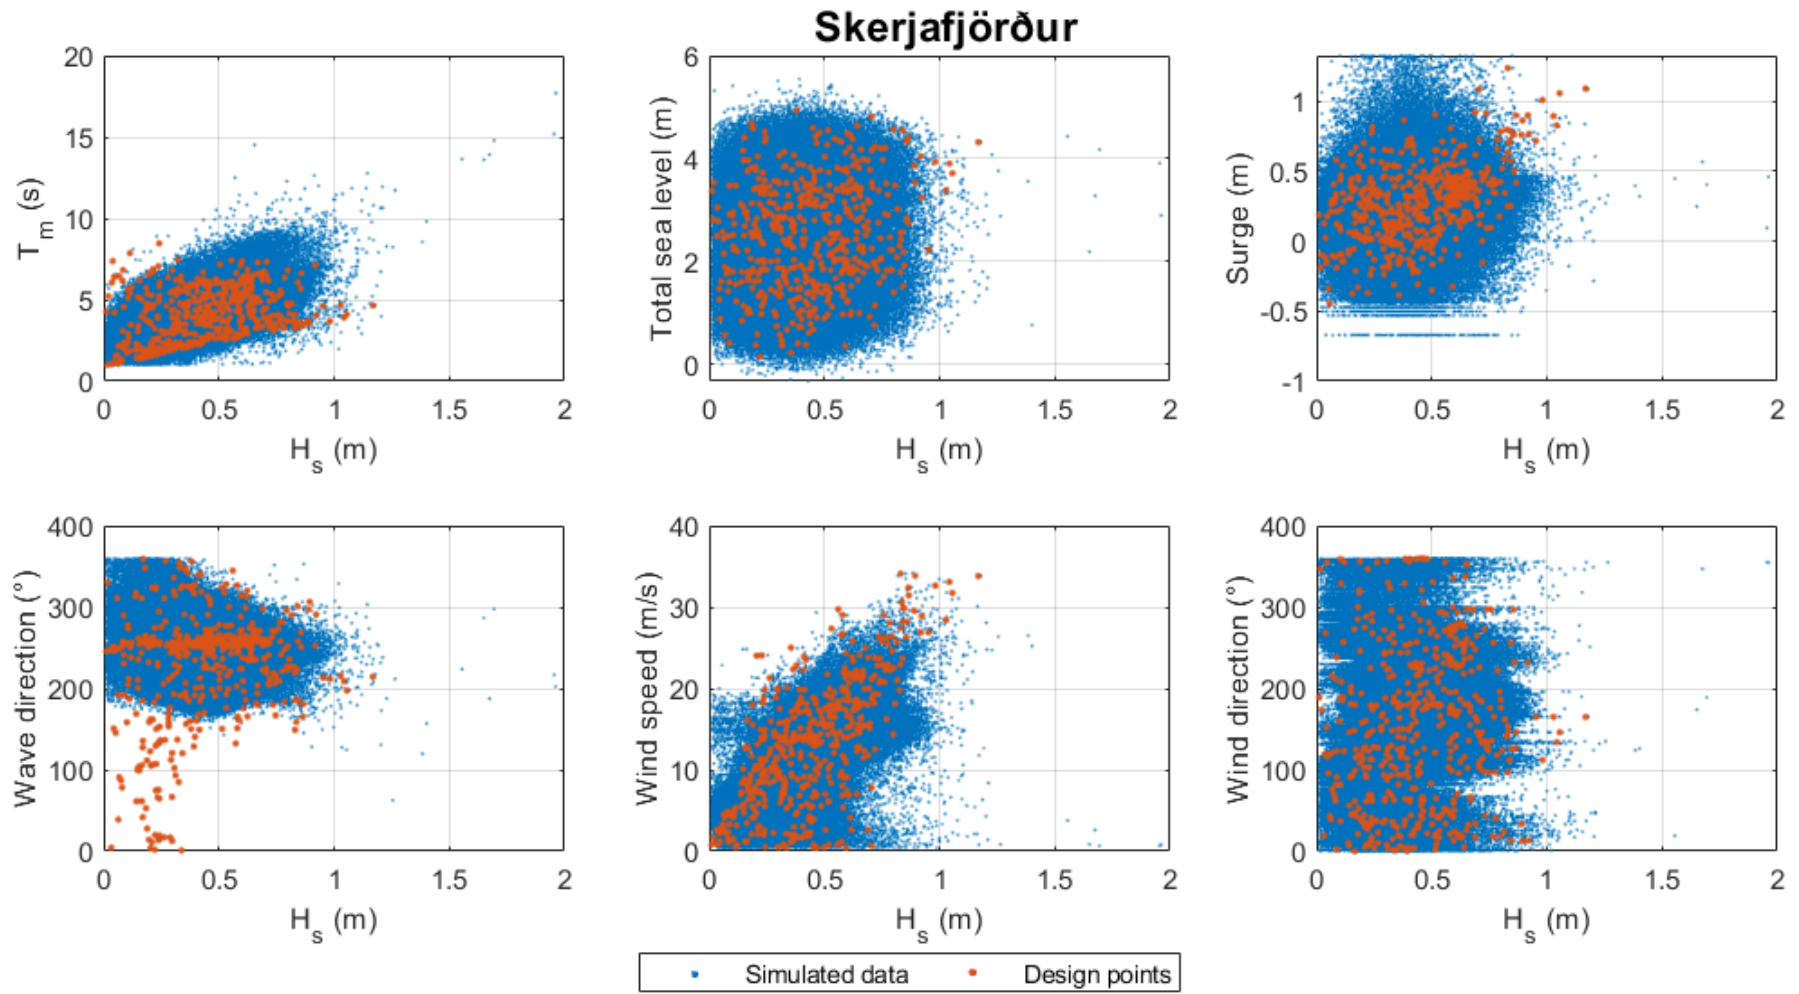 Skerjafjörður
20
15
10
5
0
T_m (s)
0 0.5 1 1.5 2
H_s (m)
6
4
2
0
Total sea level (m)
0 0.5 1 1.5 2
H_s (m)
1
0.5
0
-0.5
-1
Surge (m)
0 0.5 1 1.5 2
H_s (m)
400
300
200
100
0
Wave direction (°)
0 0.5 1 1.5 2
H_s (m)
40
30
20
10
0
Wind speed (m/s)
0 0.5 1 1.5 2
H_s (m)
400
300
200
100
0
Wind direction (°)
0 0.5 1 1.5 2
H_s (m)
Simulated data Design points